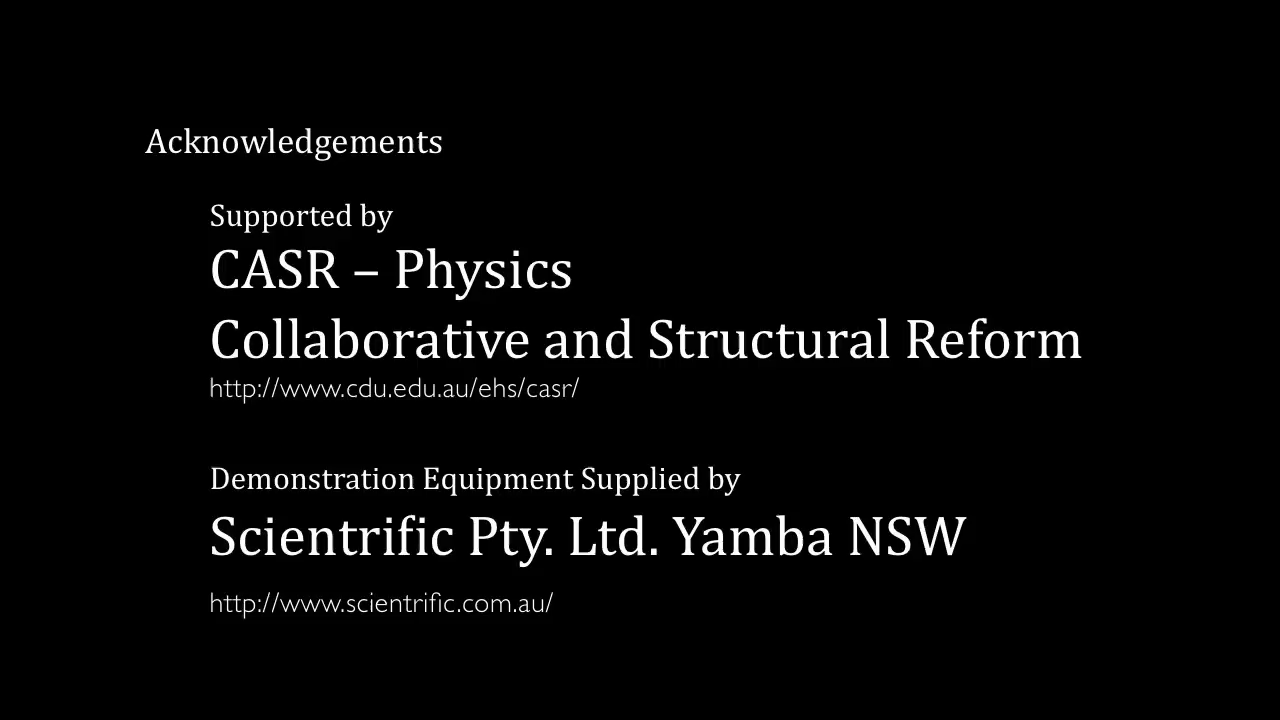 Acknowledgements
Supported by
CASR – Physics
Collaborative and Structural Reform
http://www.cdu.edu.au/ehs/casr/
Demonstration Equipment Supplied by
Scientrific Pty. Ltd. Yamba NSW
http://www.scientrific.com.au/